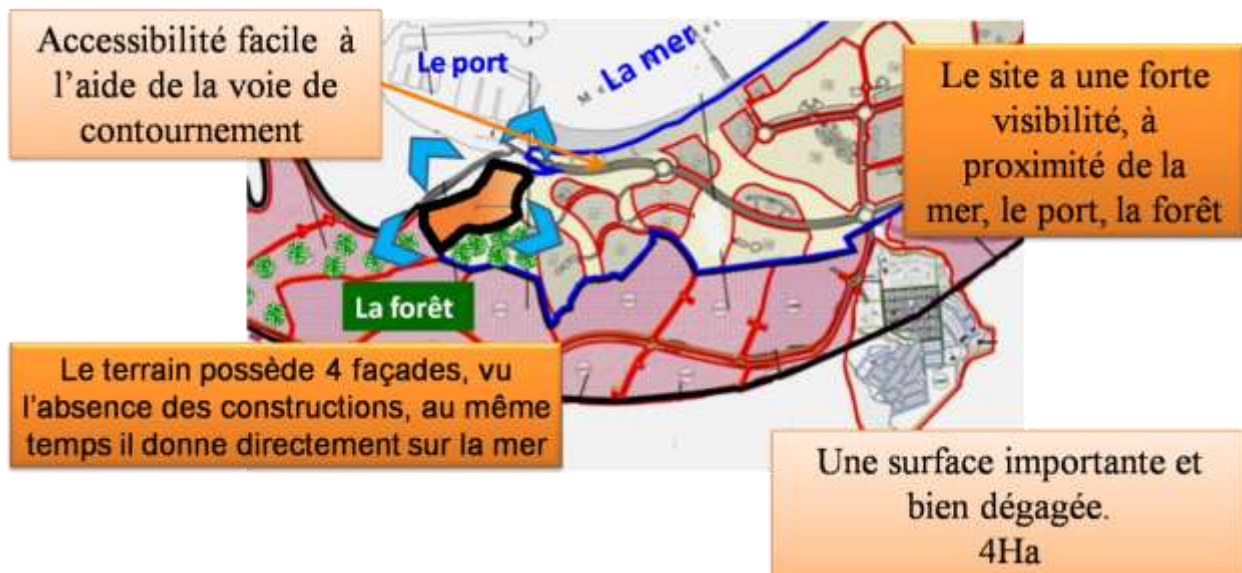 Accessibilité facile à
l’aide de la voie de
contournement
Le port
La mer
Le site a une forte
visibilité, à
proximité de la
mer, le port, la forêt
La forêt
Le terrain possède 4 façades, vu
l’absence des constructions, au même
temps il donne directement sur la mer
Une surface importante et
bien dégagée.
4Ha